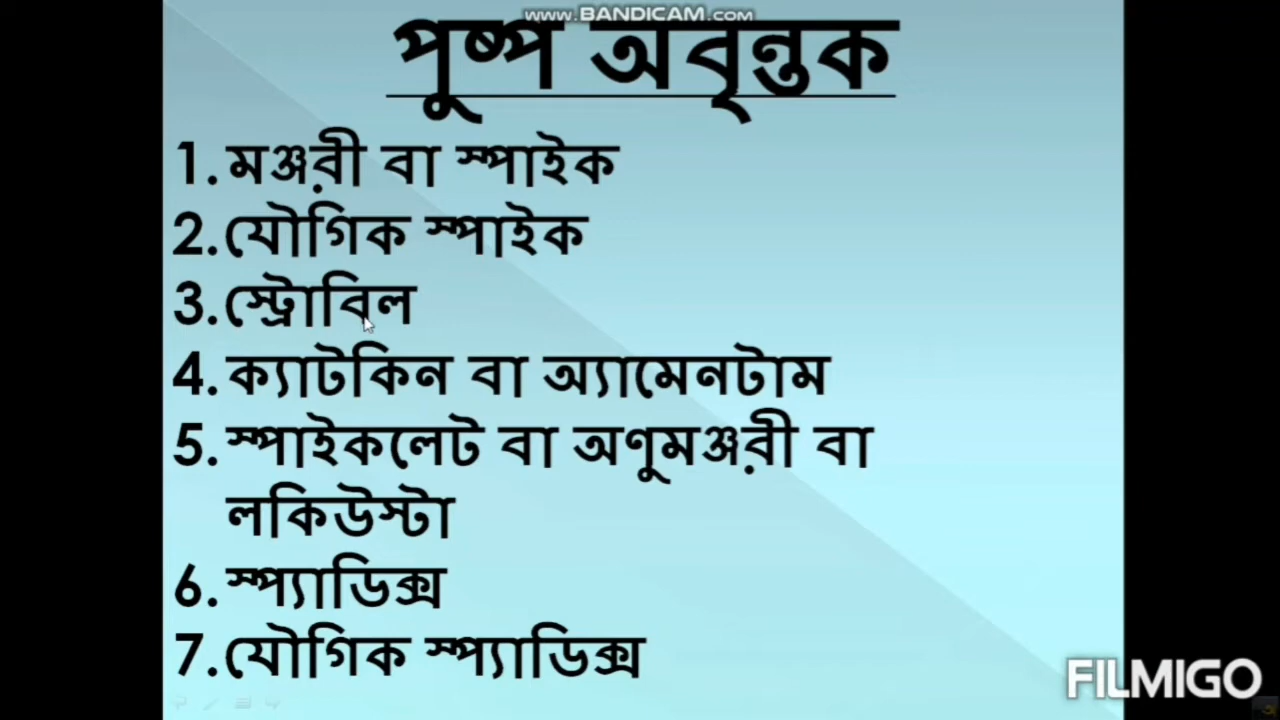 www.BANDICAM.com
পুষ্প অবৃন্তক
1. মঞ্জরী বা স্পাইক
2. যৌগিক স্পাইক
3. স্ট্রোবিল
4. ক্যাটকিন বা অ্যামেনটাম
5. স্পাইকলেট বা অণুমঞ্জরী বা
লকিউস্টা
6. স্প্যাডিক্স
7. যৌগিক স্প্যাডিক্স
FILMIGO